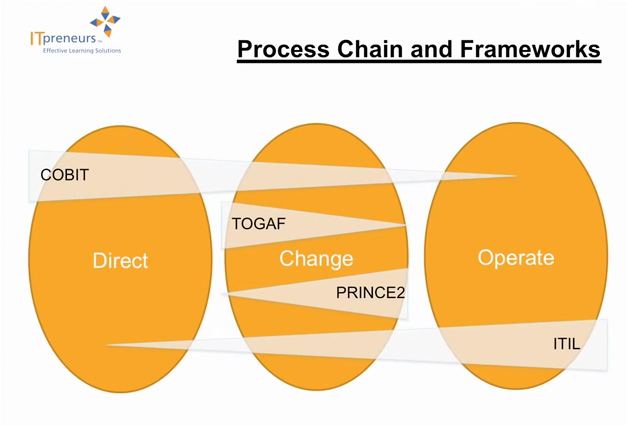 ITpreneurs
Effective Learning Solutions
Process Chain and Frameworks
COBIT
TOGAF
Direct
Change
Operate
PRINCE2
ITIL